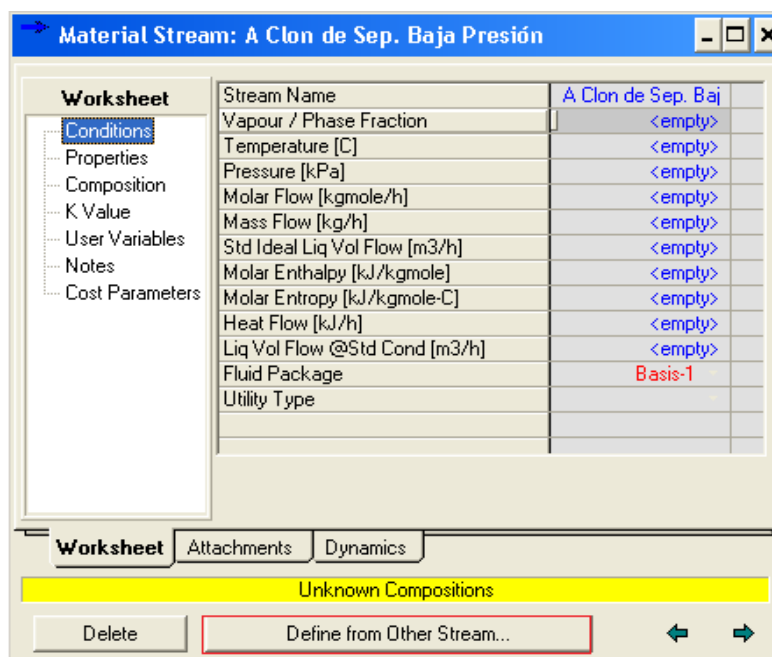 Material Stream: A Clon de Sep. Baja Presión
Worksheet
Conditions
Properties
Composition
K Value
User Variables
Notes
Cost Parameters
Stream Name A Clon de Sep. Baj
Vapour / Phase Fraction <empty>
Temperature [C] <empty>
Pressure [kPa] <empty>
Molar Flow [kgmole/h] <empty>
Mass Flow [kg/h] <empty>
Std Ideal Liq Vol Flow [m3/h] <empty>
Molar Enthalpy [kJ/kgmole] <empty>
Molar Entropy [kJ/kgmole-C] <empty>
Heat Flow [kJ/h] <empty>
Liq Vol Flow @Std Cond [m3/h] <empty>
Fluid Package Basis-1
Utility Type
Worksheet Attachments Dynamics
Unknown Compositions
Delete Define from Other Stream...